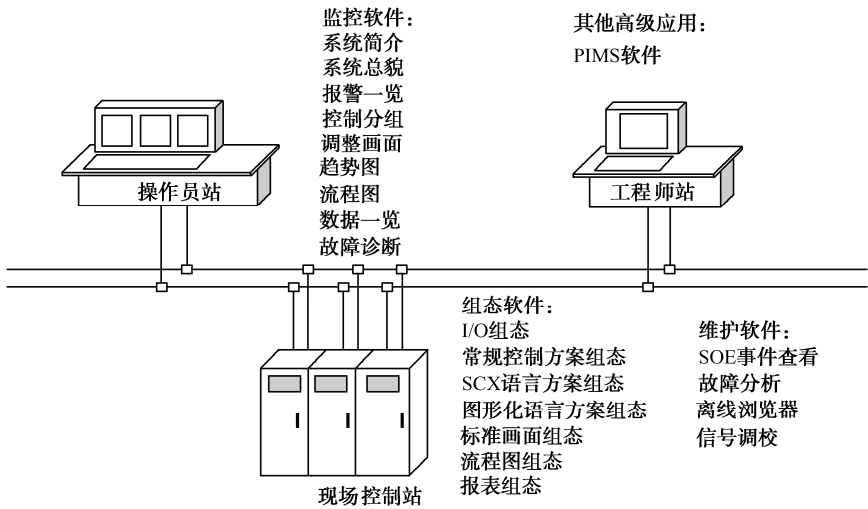 监控软件：
系统简介
系统总貌
报警一览
控制分组
调整画面
趋势图
流程图
数据一览
故障诊断
其他高级应用：
PIMS软件
操作员站
工程师站
组态软件：
I/O组态
常规控制方案组态
SCX语言方案组态
图形化语言方案组态
标准画面组态
流程图组态
报表组态
维护软件：
SOE事件查看
故障分析
离线浏览器
信号调校
现场控制站